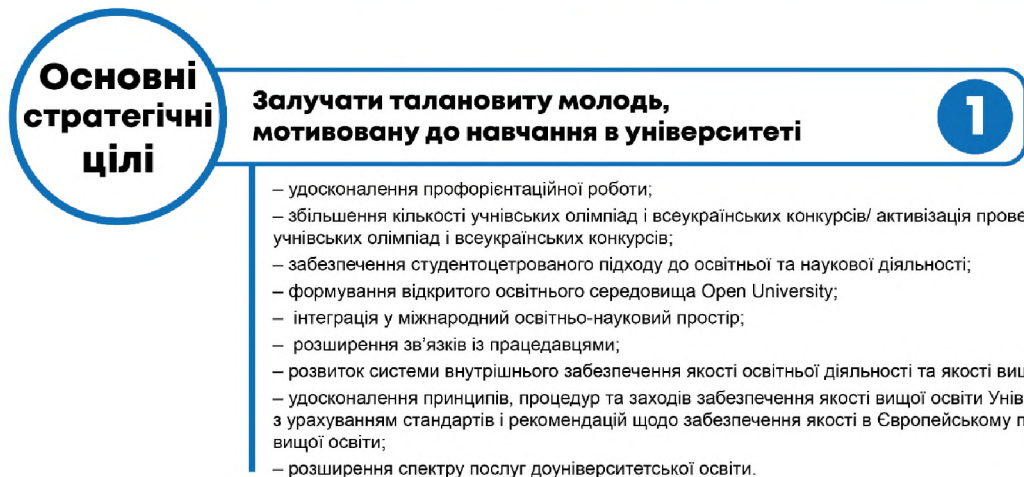 Основні
стратегічні
цілі
Залучати талановиту молодь,
мотивовану до навчання в університеті
1
– удосконалення профорієнтаційної роботи;
– збільшення кількості учнівських олімпіад і всеукраїнських конкурсів/ активізація
учнівських олімпіад і всеукраїнських конкурсів;
– забезпечення студентоцетрованого підходу до освітньої та наукової діяльності;
– формування відкритого освітнього середовища Open University;
– інтеграція у міжнародний освітньо-науковий простір;
– розширення зв’язків із працедавцями;
– розвиток системи внутрішнього забезпечення якості освітньої діяльності та якості
– удосконалення принципів, процедур та заходів забезпечення якості вищої освіти
з урахуванням стандартів і рекомендацій щодо забезпечення якості в Європейському
вищої освіти;
– розширення спектру послуг доуніверситетської освіти.